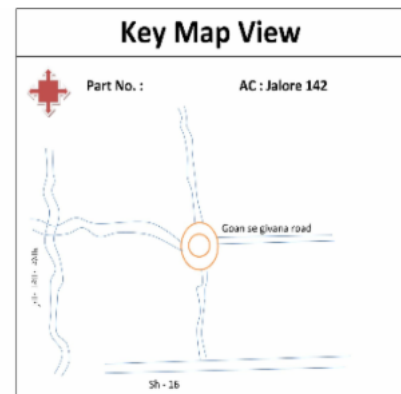 Key Map View
Part No. : AC : Jalore 142
Goan se givana road
Sh - 16